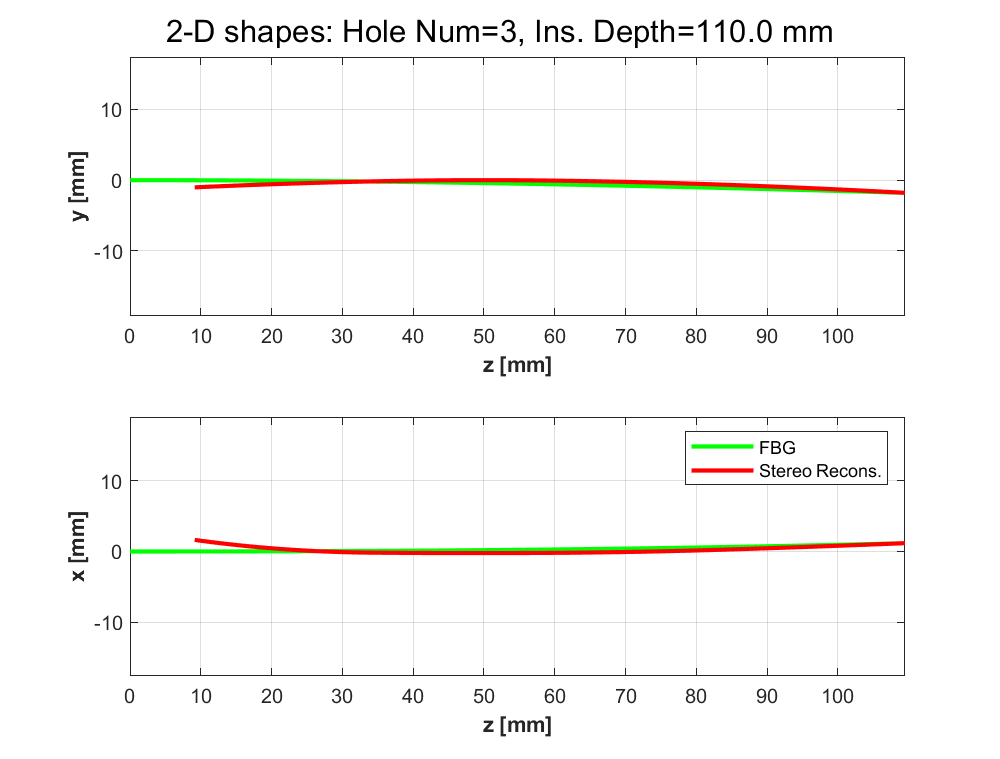 2-D shapes: Hole Num=3, Ins. Depth=110.0 mm
10
0
-10
y [mm]
0 10 20 30 40 50 60 70 80 90 100
z [mm]
FBG
Stereo Recons.
10
0
-10
x [mm]
0 10 20 30 40 50 60 70 80 90 100
z [mm]